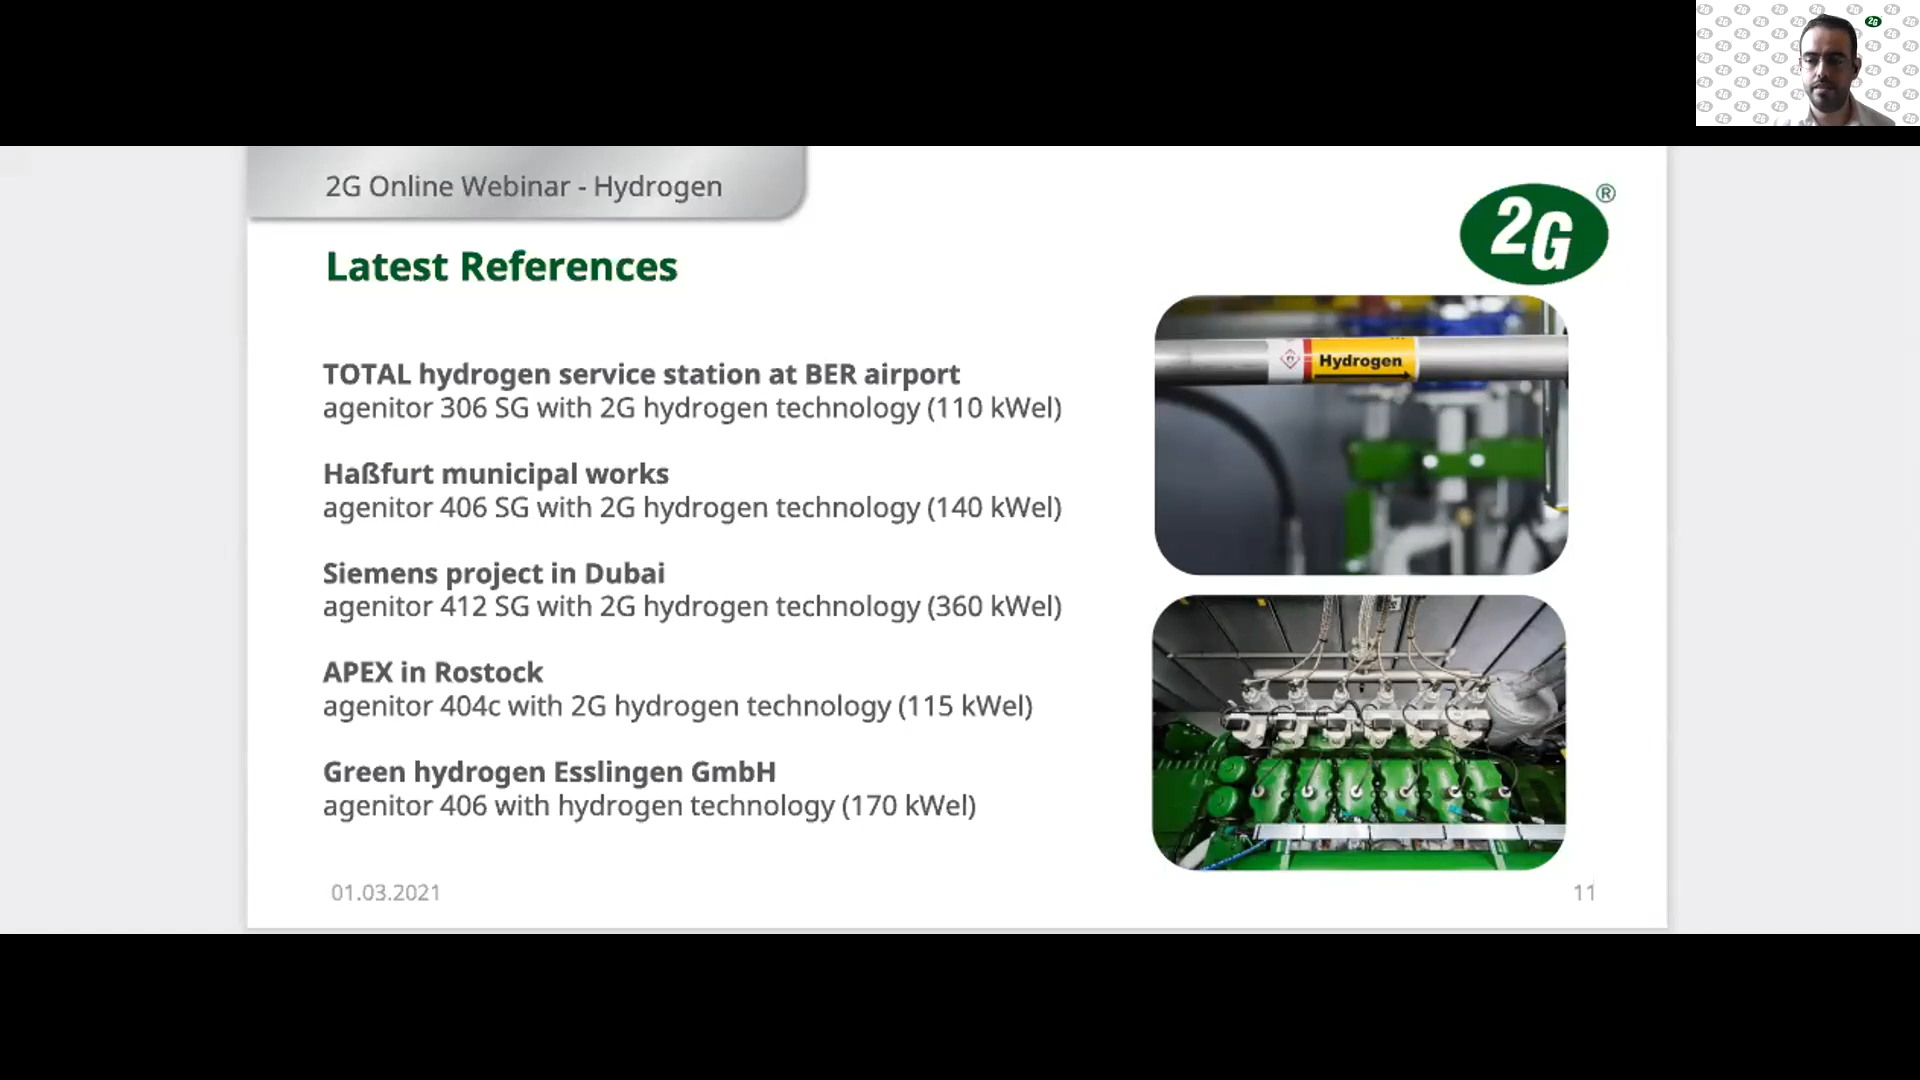 2G Online Webinar - Hydrogen
2G®
Latest References
TOTAL hydrogen service station at BER airport
agenitor 306 SG with 2G hydrogen technology (110 kWel)
Haßfurt municipal works
agenitor 406 SG with 2G hydrogen technology (140 kWel)
Siemens project in Dubai
agenitor 412 SG with 2G hydrogen technology (360 kWel)
APEX in Rostock
agenitor 404c with 2G hydrogen technology (115 kWel)
Green hydrogen Esslingen GmbH
agenitor 406 with hydrogen technology (170 kWel)
Hydrogen
01.03.2021
11